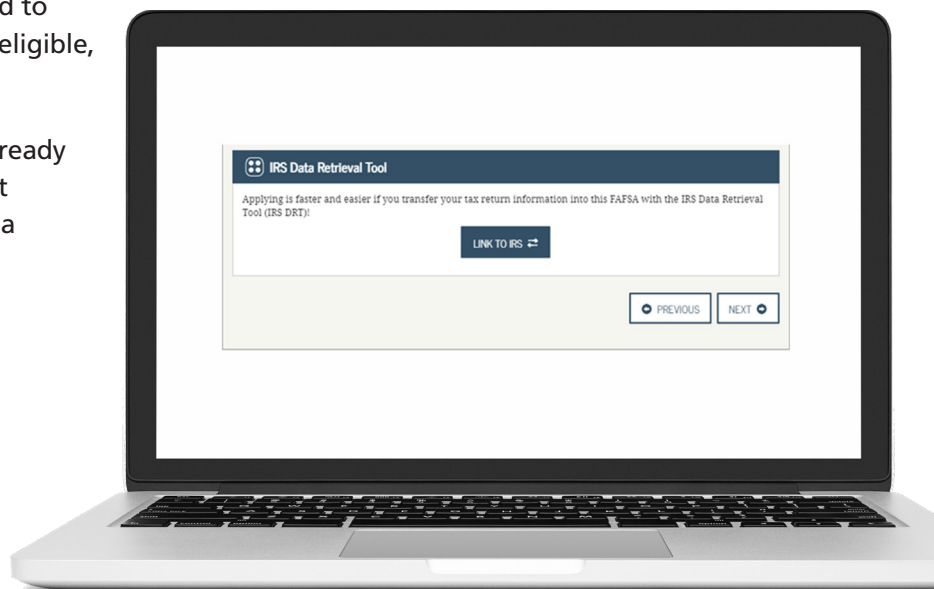 d to
eligible,
ready
t
a
IRS Data Retrieval Tool
Applying is faster and easier if you transfer your tax return information into this FAFSA with the IRS Data Retrieval
Tool (IRS DRT)!
LINK TO IRS
PREVIOUS
NEXT